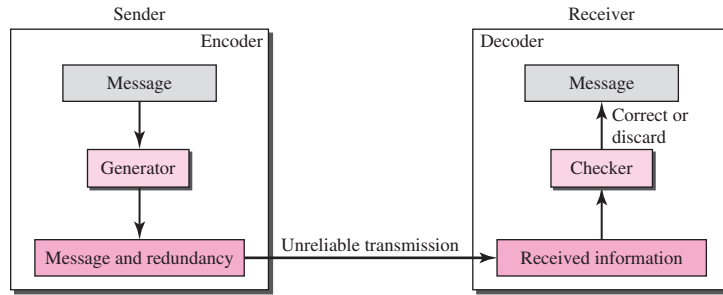 Sender
Receiver
Encoder
Decoder
Message
Message
Correct or
discard
Generator
Checker
Unreliable transmission
Message and redundancy
Received information